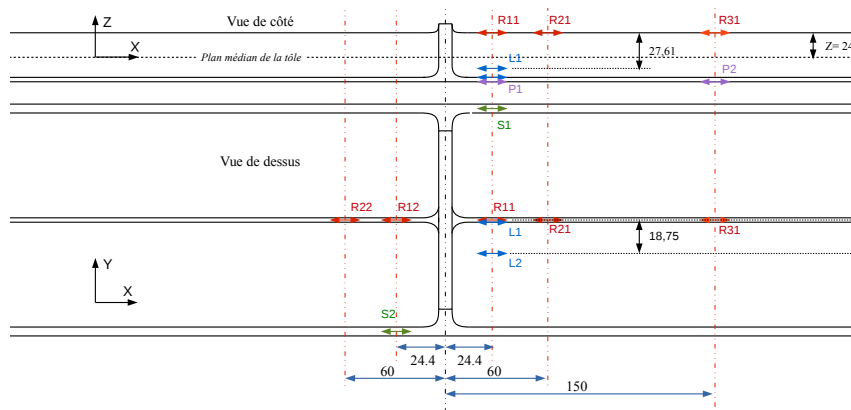 Vue de côté
Z
X
Plan médian de la tôle
R11
R21
R31
L1
27,61
Z= 24
P1
P2
S1
Vue de dessus
R22
R12
R11
L1
R21
R31
18,75
L2
Y
X
S2
24.4
24.4
60
60
150